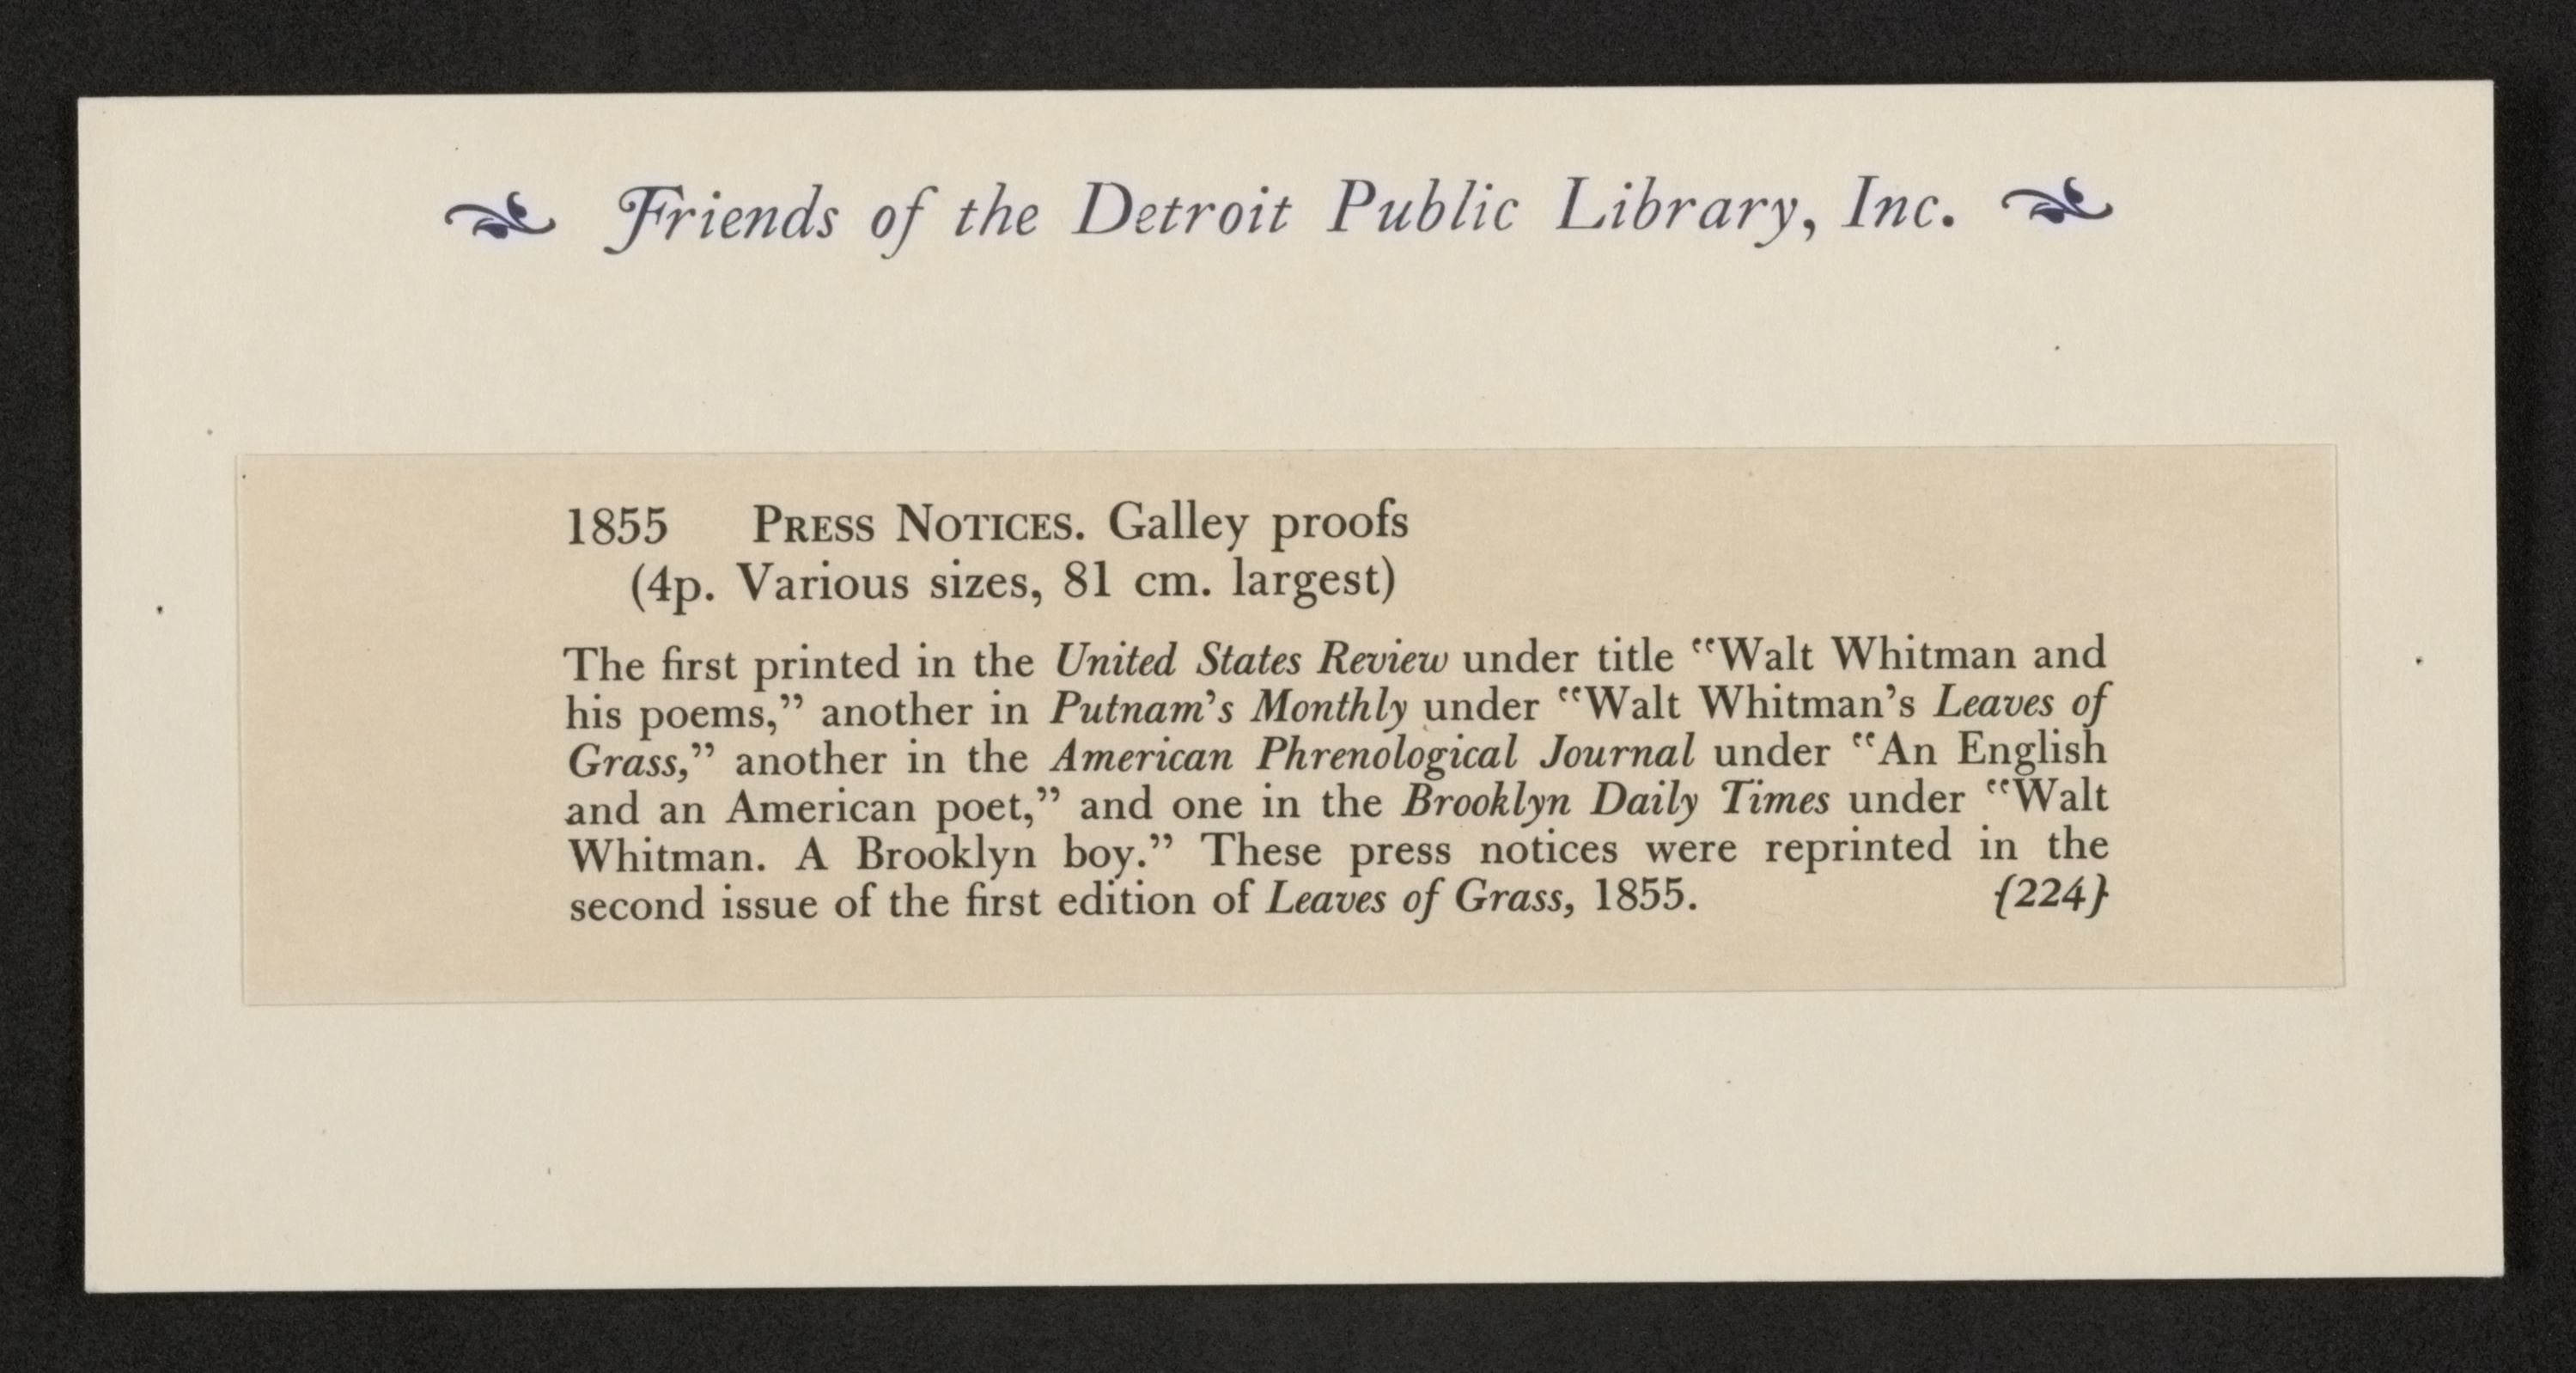 Friends of the Detroit Public Library, Inc.
1855 PRESS NOTICES. Galley proofs
(4p. Various sizes, 81 cm. largest)
The first printed in the United States Review under title “Walt Whitman and
his poems,” another in Putnam’s Monthly under “Walt Whitman’s Leaves of
Grass,” another in the American Phrenological Journal under “An English
and an American poet,” and one in the Brooklyn Daily Times under “Walt
Whitman. A Brooklyn boy.” These press notices were reprinted in the
second issue of the first edition of Leaves of Grass, 1855. {224}